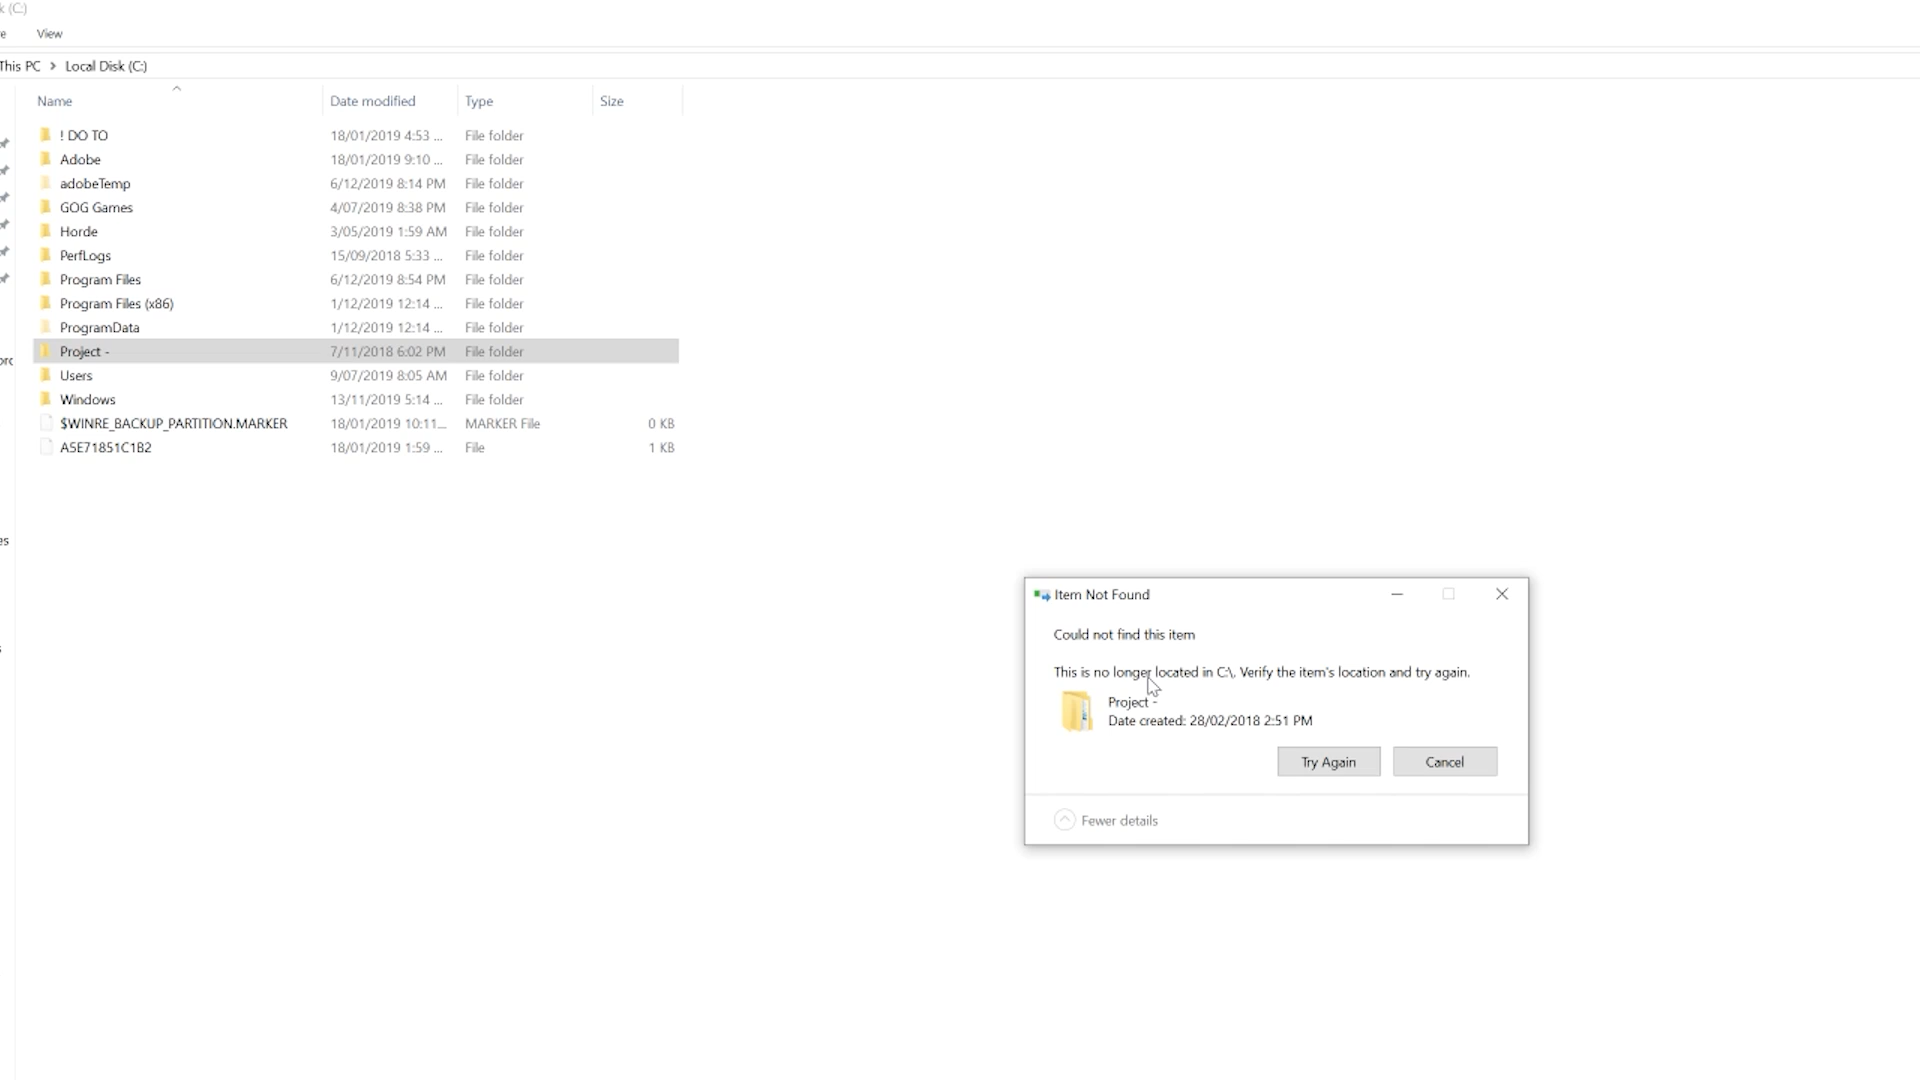 k (C:)
View
This PC > Local Disk (C:)
Name Date modified Type Size
! DO TO 18/01/2019 4:53 ... File folder
Adobe 18/01/2019 9:10 ... File folder
adobeTemp 6/12/2019 8:14 PM File folder
GOG Games 4/07/2019 8:38 PM File folder
Horde 3/05/2019 1:59 AM File folder
PerfLogs 15/09/2018 5:33 ... File folder
Program Files 6/12/2019 8:54 PM File folder
Program Files (x86) 1/12/2019 12:14 ... File folder
ProgramData 1/12/2019 12:14 ... File folder
Project - 7/11/2018 6:02 PM File folder
Users 9/07/2019 8:05 AM File folder
Windows 13/11/2019 5:14 ... File folder
$WINRE_BACKUP_PARTITION.MARKER 18/01/2019 10:11... MARKER File 0 KB
A5E71851C1B2 18/01/2019 1:59 ... File 1 KB
Item Not Found
Could not find this item
This is no longer located in C:\. Verify the item's location and try again.
Project -
Date created: 28/02/2018 2:51 PM
Try Again Cancel
Fewer details